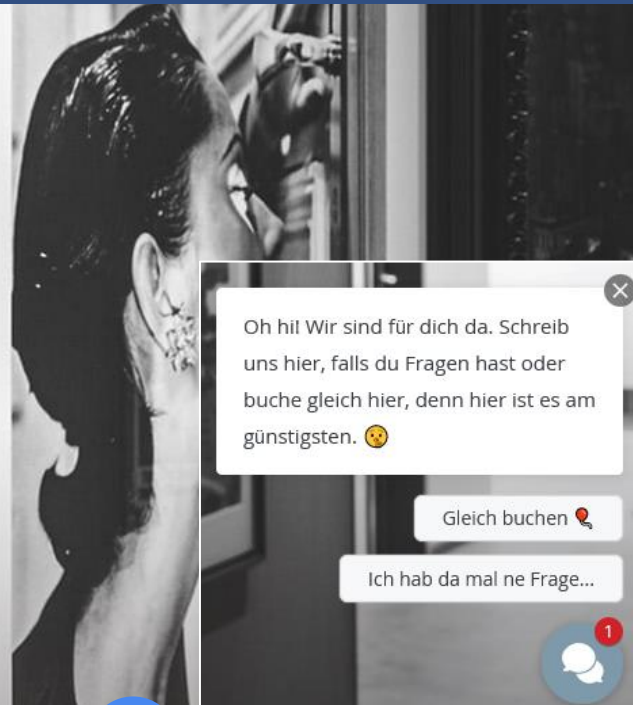 Oh hi! Wir sind für dich da. Schreib
uns hier, falls du Fragen hast oder
buche gleich hier, denn hier ist es am
günstigsten. 🤫
Gleich buchen 🎈
Ich hab da mal ne Frage...
1